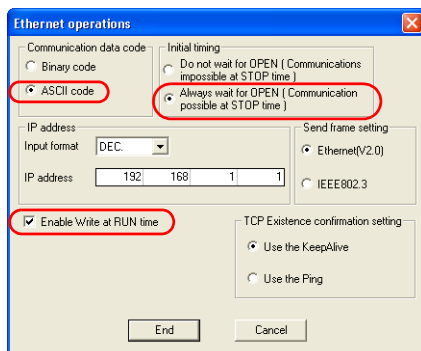 Ethernet operations
Communication data code
Binary code
ASCII code
Initial timing
Do not wait for OPEN ( Communications
impossible at STOP time )
Always wait for OPEN ( Communication
possible at STOP time )
IP address
Input format DEC.
IP address 192 168 1 1
Send frame setting
Ethernet(V2.0)
IEEE802.3
Enable Write at RUN time
TCP Existence confirmation setting
Use the KeepAlive
Use the Ping
End Cancel